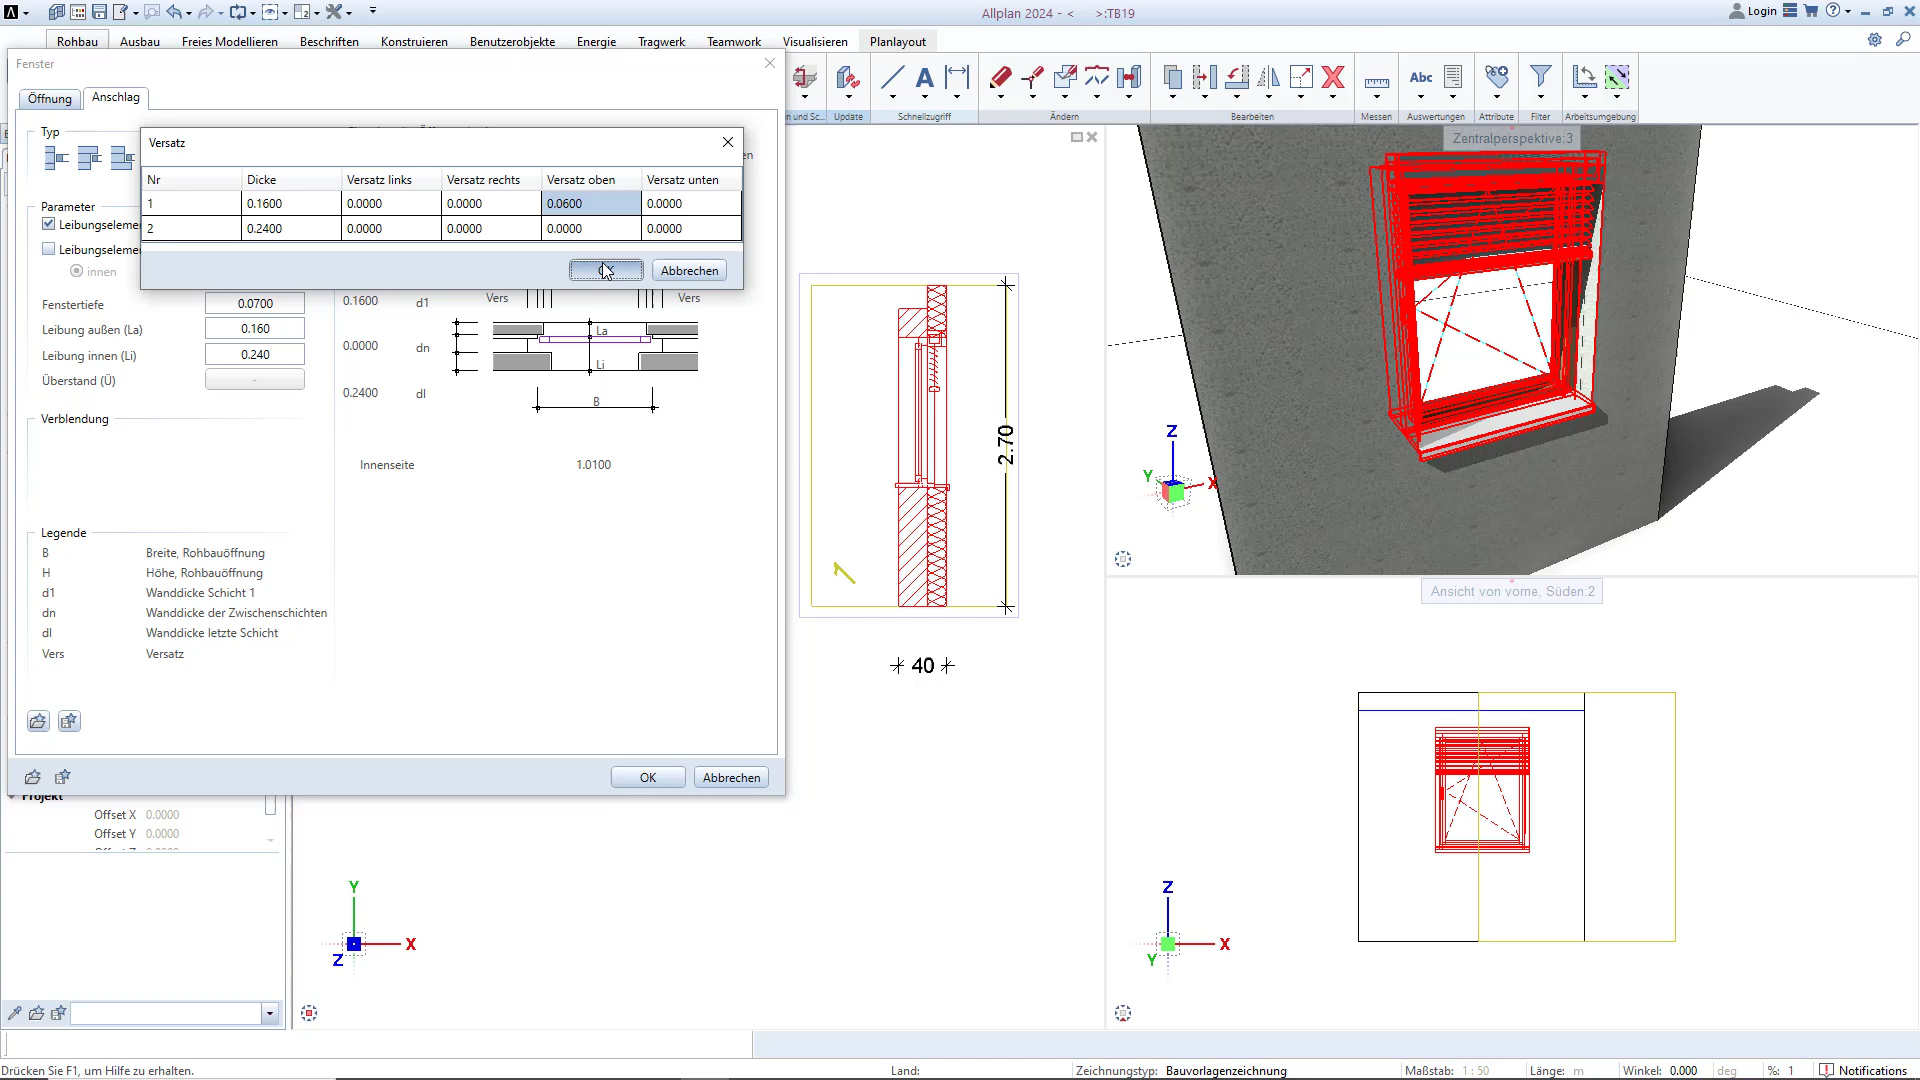 Allplan 2024 - < >:TB19
Login
Rohbau Ausbau Freies Modellieren Beschriften Konstruieren Benutzerobjekte Energie Tragwerk Teamwork Visualisieren Planlayout
Fenster
Öffnung Anschlag
A Abc
en und Sc... Update Schnellzugriff Ändern Bearbeiten Messen Auswertungen Attribute Filter Arbeitsumgebung
Typ
Versatz
en
Nr Dicke Versatz links Versatz rechts Versatz oben Versatz unten
1 0.1600 0.0000 0.0000 0.0600 0.0000
2 0.2400 0.0000 0.0000 0.0000 0.0000
Abbrechen
Parameter
Leibungseleme
Leibungseleme
innen
Fenstertiefe 0.0700
Leibung außen (La) 0.160
Leibung innen (Li) 0.240
Überstand (Ü) -
0.1600 d1 Vers Vers
0.0000 dn La
Li
0.2400 dl
B
Verblendung
Innenseite 1.0100
Legende
B Breite, Rohbauöffnung
H Höhe, Rohbauöffnung
d1 Wanddicke Schicht 1
dn Wanddicke der Zwischenschichten
dl Wanddicke letzte Schicht
Vers Versatz
OK Abbrechen
Projekt
Offset X 0.0000
Offset Y 0.0000
2.70
40
1
Y
X
Z
Zentralperspektive:3
Z
Y
X
Ansicht von vorne, Süden:2
Z
X
Y
Drücken Sie F1, um Hilfe zu erhalten. Land: Zeichnungstyp: Bauvorlagenzeichnung Maßstab: 1 : 50 Länge: m Winkel: 0.000 deg %: 1 Notifications